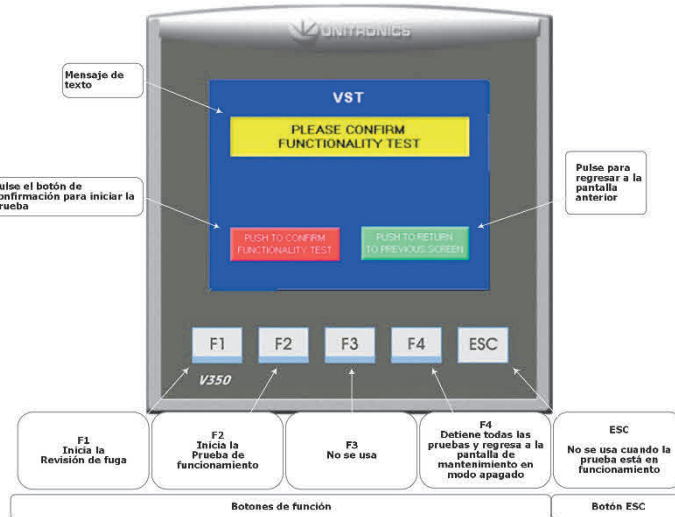 UNITRONICS
Mensaje de
texto
VST
PLEASE CONFIRM
FUNCTIONALITY TEST
Pulse para
regresar a la
pantalla
anterior
ulse el botón de
onfirmación para iniciar la
rueba
PUSH TO CONFIRM
FUNCTIONALITY TEST
PUSH TO RETURN
TO PREVIOUS SCREEN
F1
F2
F3
F4
ESC
V350
F1
Inicia la
Revisión de fuga
F2
Inicia la
Prueba de
funcionamiento
F3
No se usa
F4
Detiene todas las
pruebas y regresa a la
pantalla de
mantenimiento en
modo apagado
ESC
No se usa cuando la
prueba está en
funcionamiento
Botones de función
Botón ESC